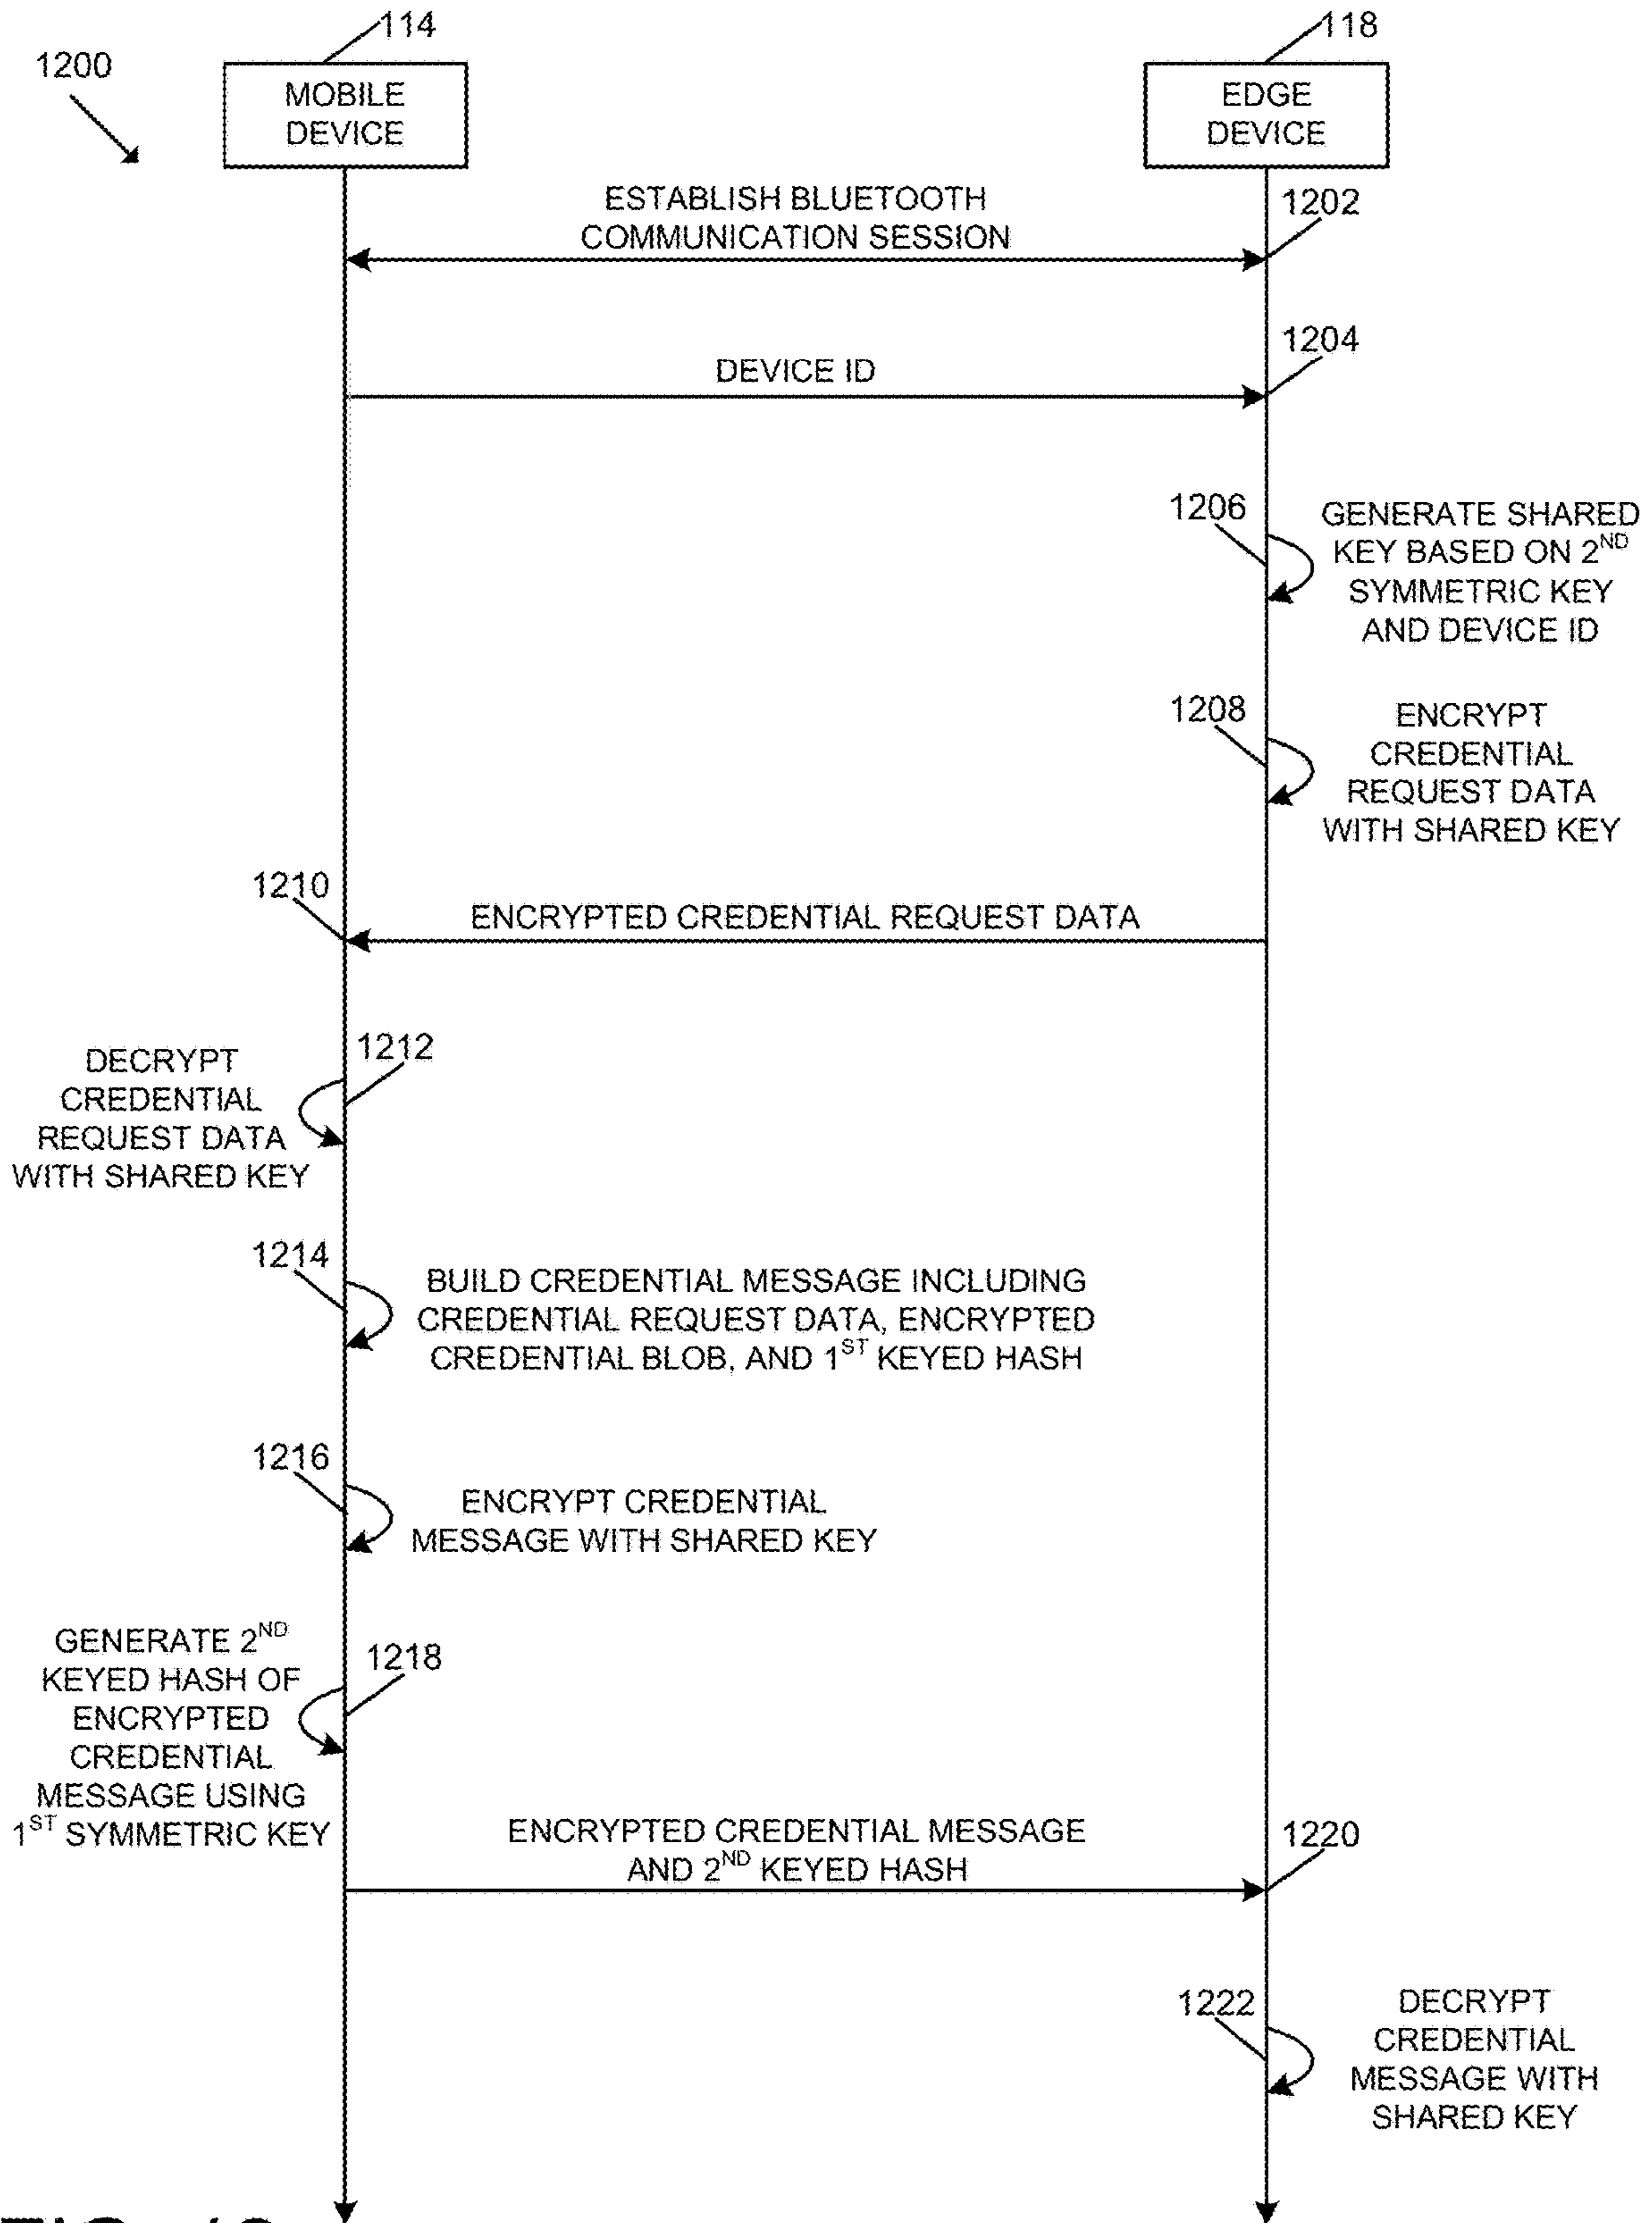 114
118
1200
MOBILE
DEVICE
EDGE
DEVICE
ESTABLISH BLUETOOTH
COMMUNICATION SESSION
1202
DEVICE ID
1204
1206
GENERATE SHARED
KEY BASED ON 2ND
SYMMETRIC KEY
AND DEVICE ID
1208
ENCRYPT
CREDENTIAL
REQUEST DATA
WITH SHARED KEY
1210
ENCRYPTED CREDENTIAL REQUEST DATA
1212
DECRYPT
CREDENTIAL
REQUEST DATA
WITH SHARED KEY
1214
BUILD CREDENTIAL MESSAGE INCLUDING
CREDENTIAL REQUEST DATA, ENCRYPTED
CREDENTIAL BLOB, AND 1ST KEYED HASH
1216
ENCRYPT CREDENTIAL
MESSAGE WITH SHARED KEY
GENERATE 2ND
KEYED HASH OF
ENCRYPTED
CREDENTIAL
MESSAGE USING
1ST SYMMETRIC KEY
1218
ENCRYPTED CREDENTIAL MESSAGE
AND 2ND KEYED HASH
1220
1222
DECRYPT
CREDENTIAL
MESSAGE WITH
SHARED KEY